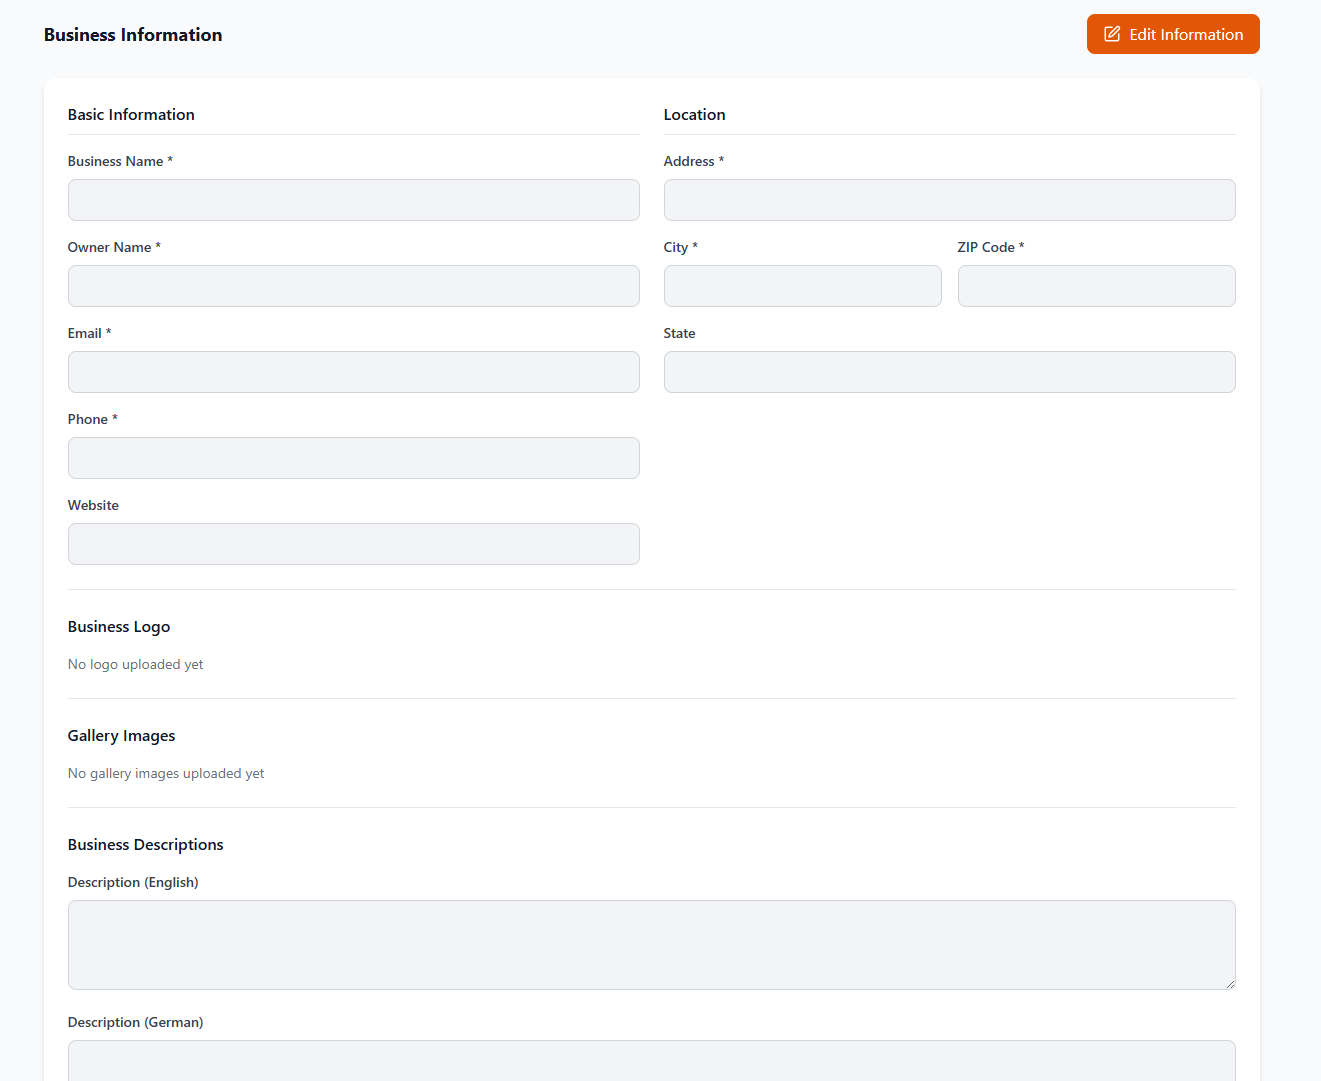 Business Information
Edit Information
Basic Information
Business Name *
Owner Name *
Email *
Phone *
Website
Location
Address *
City *
ZIP Code *
State
Business Logo
No logo uploaded yet
Gallery Images
No gallery images uploaded yet
Business Descriptions
Description (English)
Description (German)